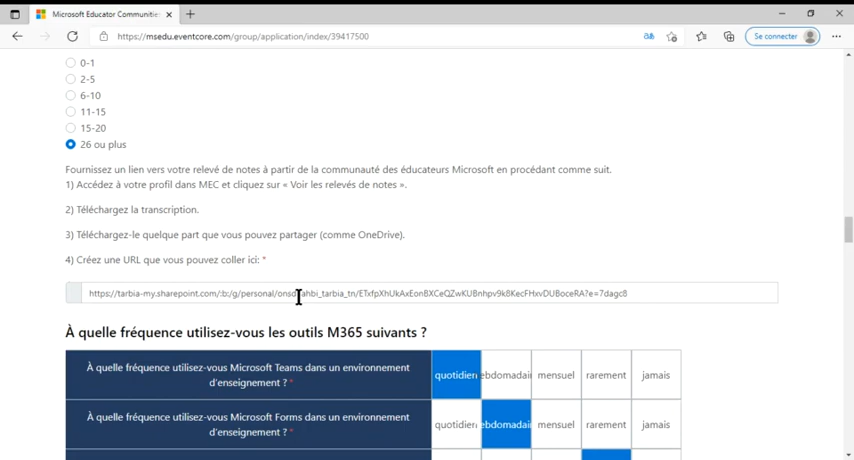 Microsoft Educator Communitie
https://msedu.eventcore.com/group/application/index/39417500
Se connecter
0-1
2-5
6-10
11-15
15-20
26 ou plus
Fournissez un lien vers votre relevé de notes à partir de la communauté des éducateurs Microsoft en procédant comme suit.
1) Accédez à votre profil dans MEC et cliquez sur « Voir les relevés de notes ».
2) Téléchargez la transcription.
3) Téléchargez-le quelque part que vous pouvez partager (comme OneDrive).
4) Créez une URL que vous pouvez coller ici: *
À quelle fréquence utilisez-vous les outils M365 suivants ?
À quelle fréquence utilisez-vous Microsoft Teams dans un environnement
d'enseignement ? *
quotidien ebdomadair mensuel rarement jamais
À quelle fréquence utilisez-vous Microsoft Forms dans un environnement
d'enseignement ? *
quotidien ebdomadair mensuel rarement jamais